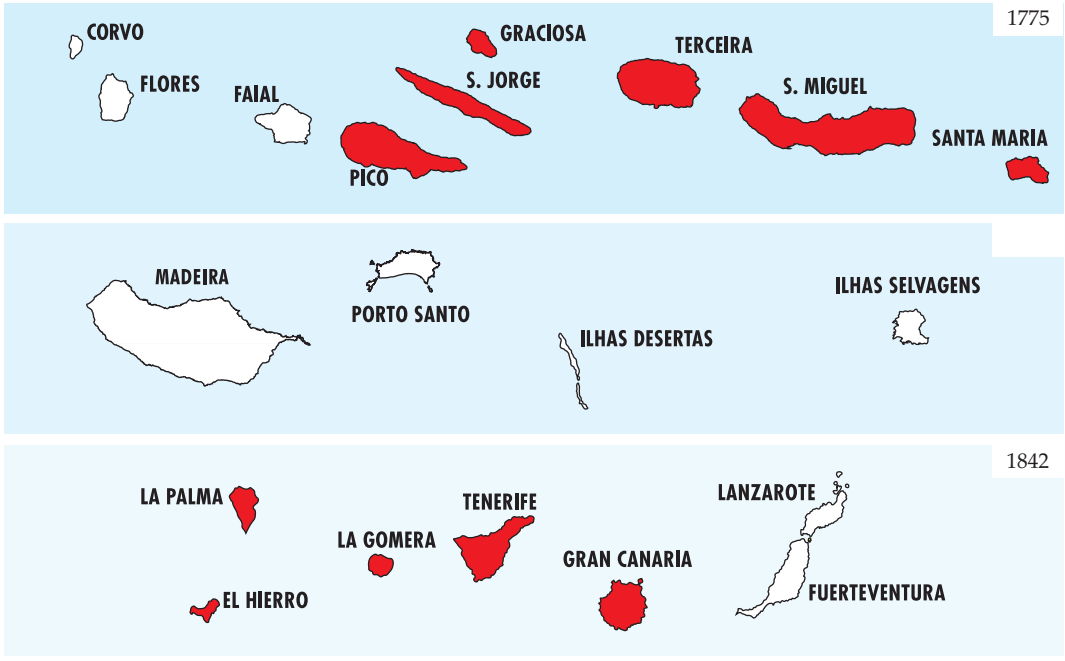 1775
CORVO
GRACIOSA
TERCEIRA
FLORES
S. JORGE
FAIAL
S. MIGUEL
SANTA MARIA
PICO
MADEIRA
PORTO SANTO
ILHAS SELVAGENS
ILHAS DESERTAS
1842
LA PALMA
TENERIFE
LANZAROTE
LA GOMERA
GRAN CANARIA
EL HIERRO
FUERTEVENTURA